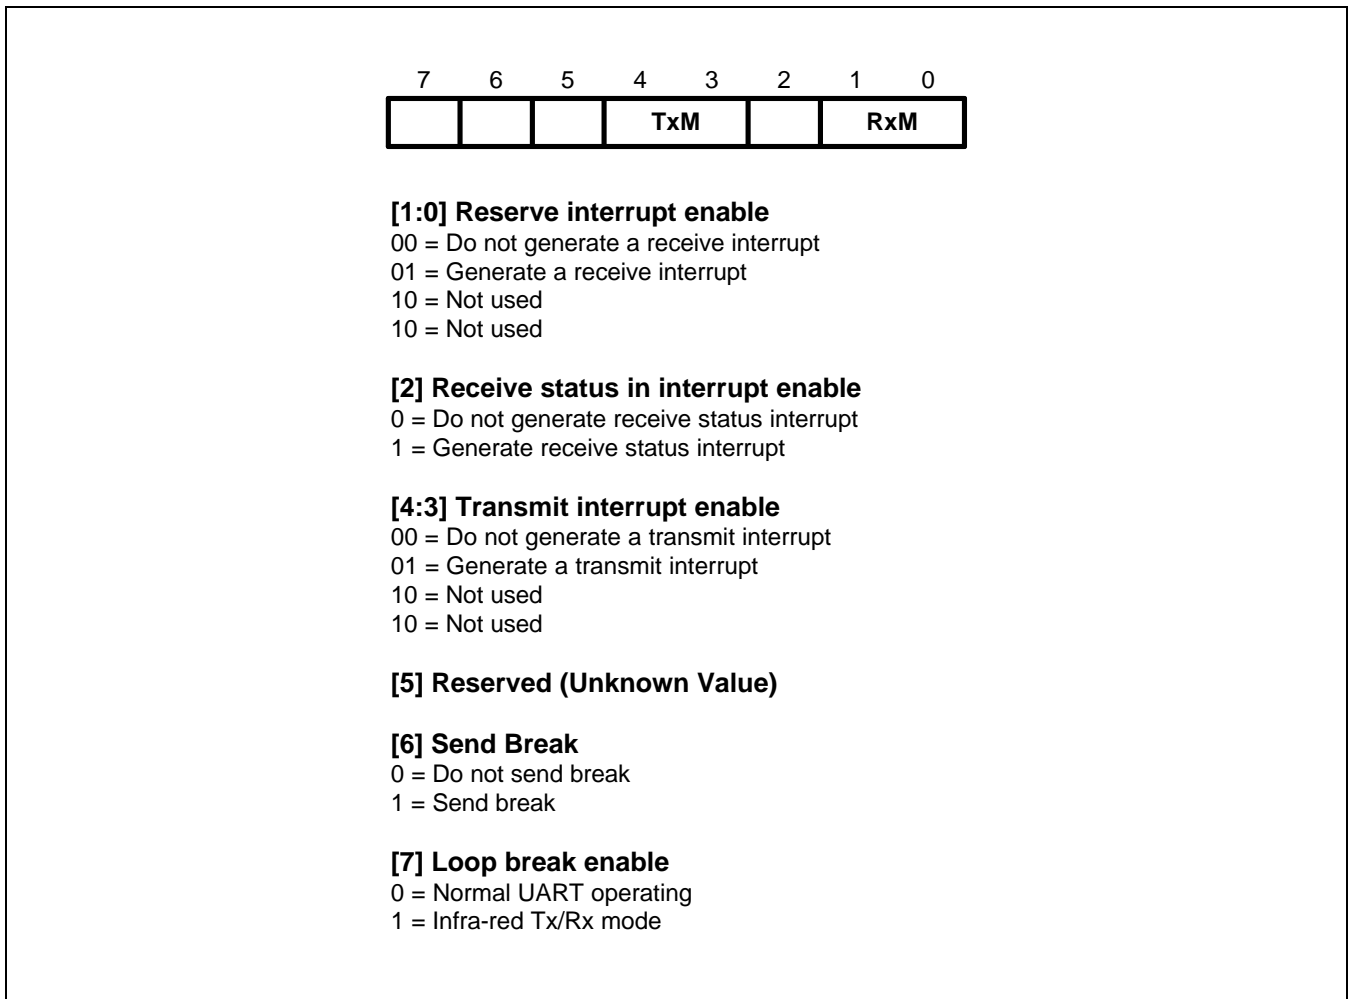 7 6 5 4 3 2 1 0
TxM RxM
[1:0] Reserve interrupt enable
00 = Do not generate a receive interrupt
01 = Generate a receive interrupt
10 = Not used
10 = Not used
[2] Receive status in interrupt enable
0 = Do not generate receive status interrupt
1 = Generate receive status interrupt
[4:3] Transmit interrupt enable
00 = Do not generate a transmit interrupt
01 = Generate a transmit interrupt
10 = Not used
10 = Not used
[5] Reserved (Unknown Value)
[6] Send Break
0 = Do not send break
1 = Send break
[7] Loop break enable
0 = Normal UART operating
1 = Infra-red Tx/Rx mode